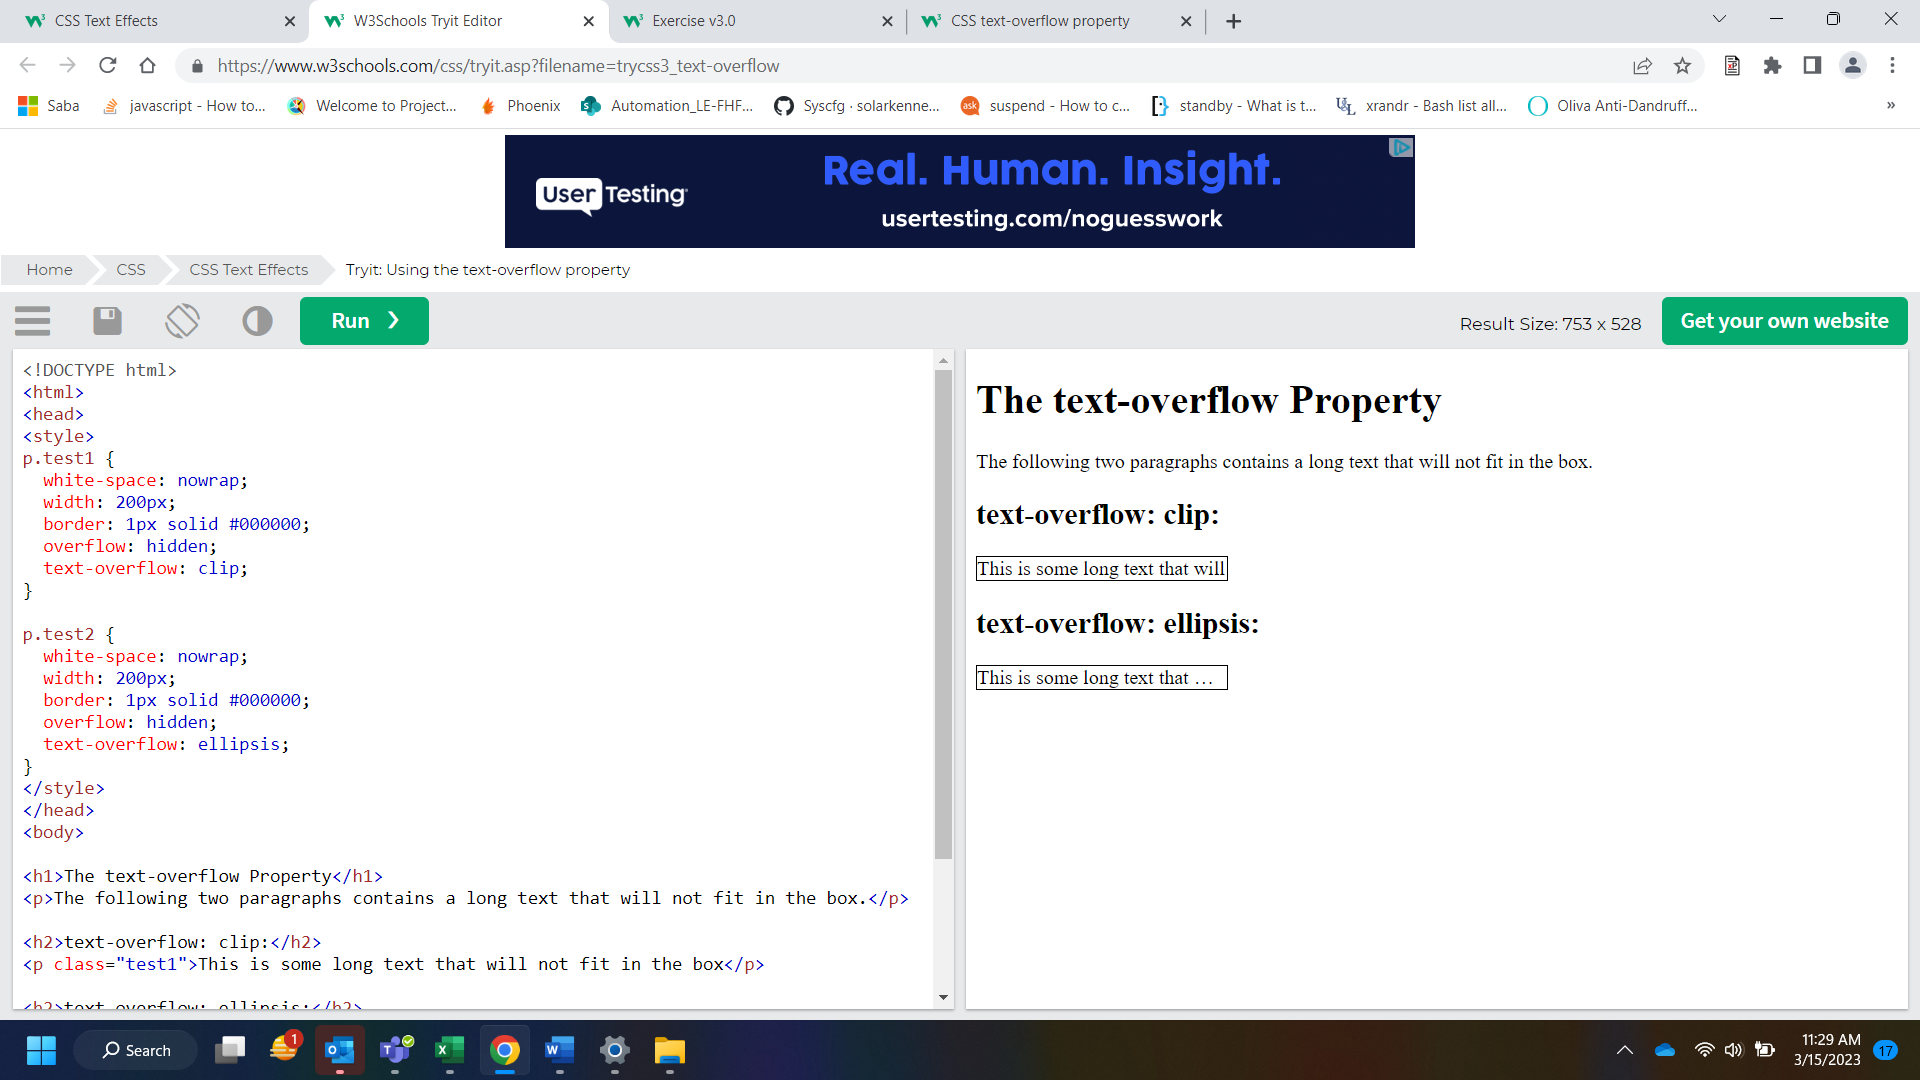 CSS Text Effects
W3Schools Tryit Editor
Exercise v3.0
CSS text-overflow property
https://www.w3schools.com/css/tryit.asp?filename=trycss3_text-overflow
Saba
javascript - How to...
Welcome to Project...
Phoenix
Automation_LE-FHF...
Syscfg · solarkenne...
ask
suspend - How to c...
standby - What is t...
U&L
xrandr - Bash list all...
Oliva Anti-Dandruff...
»
UserTesting
Real. Human. Insight.
usertesting.com/noguesswork
Home
CSS
CSS Text Effects
Tryit: Using the text-overflow property
Run ❯
Result Size: 753 x 528
Get your own website
<!DOCTYPE html>
<html>
<head>
<style>
p.test1 {
  white-space: nowrap;
  width: 200px;
  border: 1px solid #000000;
  overflow: hidden;
  text-overflow: clip;
}
p.test2 {
  white-space: nowrap;
  width: 200px;
  border: 1px solid #000000;
  overflow: hidden;
  text-overflow: ellipsis;
}
</style>
</head>
<body>
<h1>The text-overflow Property</h1>
<p>The following two paragraphs contains a long text that will not fit in the box.</p>
<h2>text-overflow: clip:</h2>
<p class="test1">This is some long text that will not fit in the box</p>
<h2>text-overflow: ellipsis:</h2>
The text-overflow Property
The following two paragraphs contains a long text that will not fit in the box.
text-overflow: clip:
This is some long text that will
text-overflow: ellipsis:
This is some long text that …
Search
1
11:29 AM
3/15/2023
17